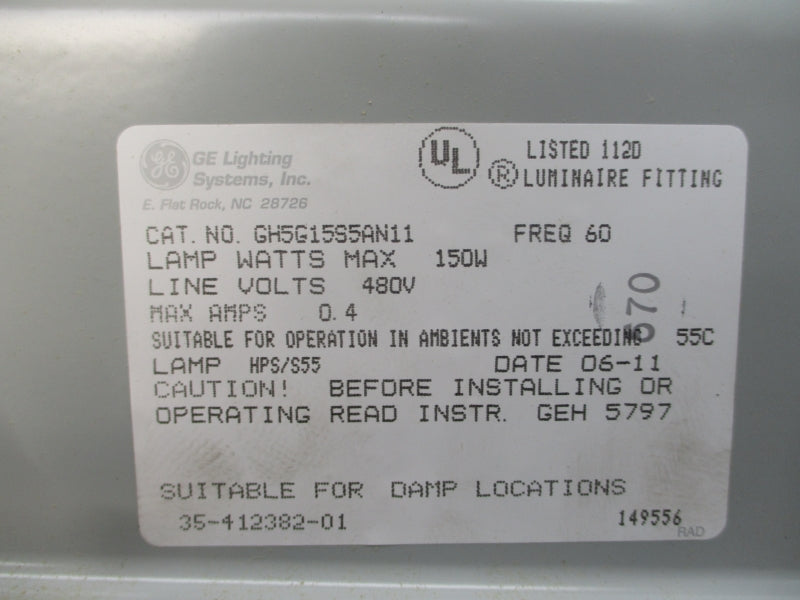 GE
GE Lighting
Systems, Inc.
E. Flat Rock, NC 28726
UL
LISTED 112D
® LUMINAIRE FITTING
CAT. NO. GH5G15S5AN11 FREQ 60
LAMP WATTS MAX 150W
LINE VOLTS 480V
MAX AMPS 0.4
670
SUITABLE FOR OPERATION IN AMBIENTS NOT EXCEEDING 55C
LAMP HPS/S55 DATE 06-11
CAUTION! BEFORE INSTALLING OR
OPERATING READ INSTR. GEH 5797
SUITABLE FOR DAMP LOCATIONS
35-412382-01 149556
RAD